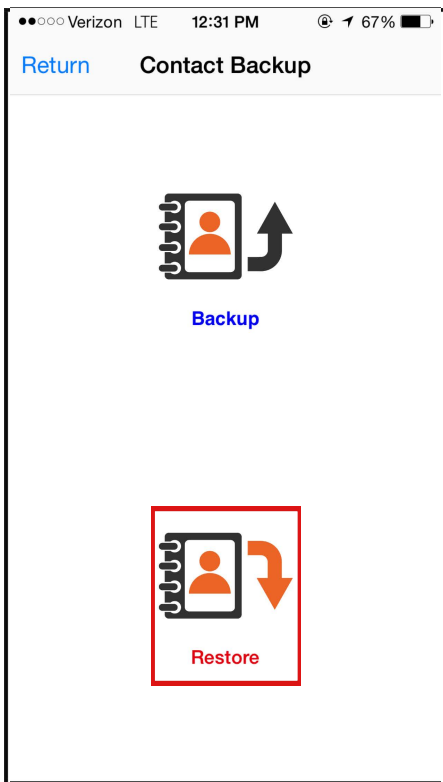 ●●○○○ Verizon LTE 12:31 PM 67%
Return Contact Backup
Backup
Restore